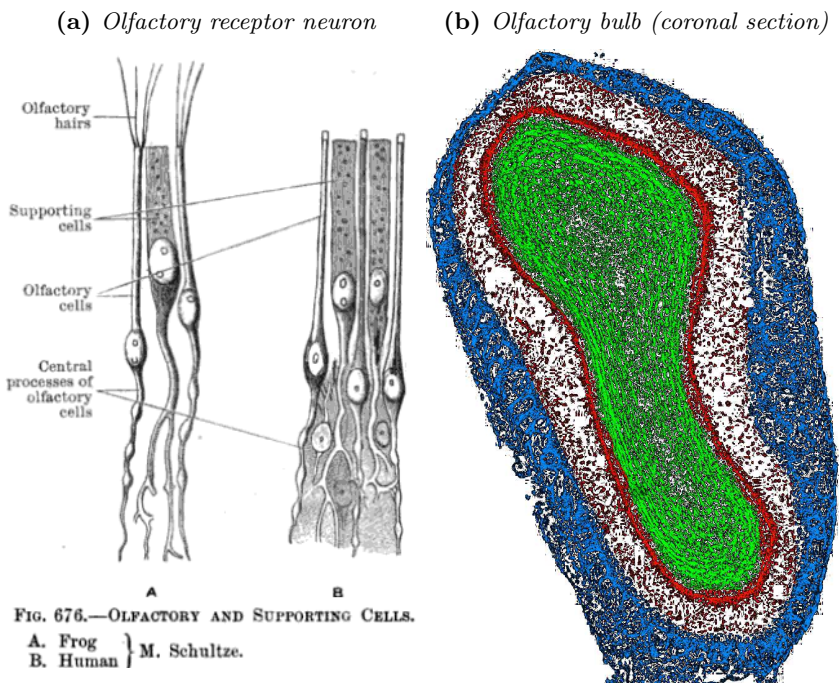 (a) Olfactory receptor neuron
(b) Olfactory bulb (coronal section)
Olfactory
hairs
Supporting
cells
Olfactory
cells
Central
processes of
olfactory
cells
A
B
FIG. 676.—OLFACTORY AND SUPPORTING CELLS.
A. Frog
B. Human } M. Schultze.